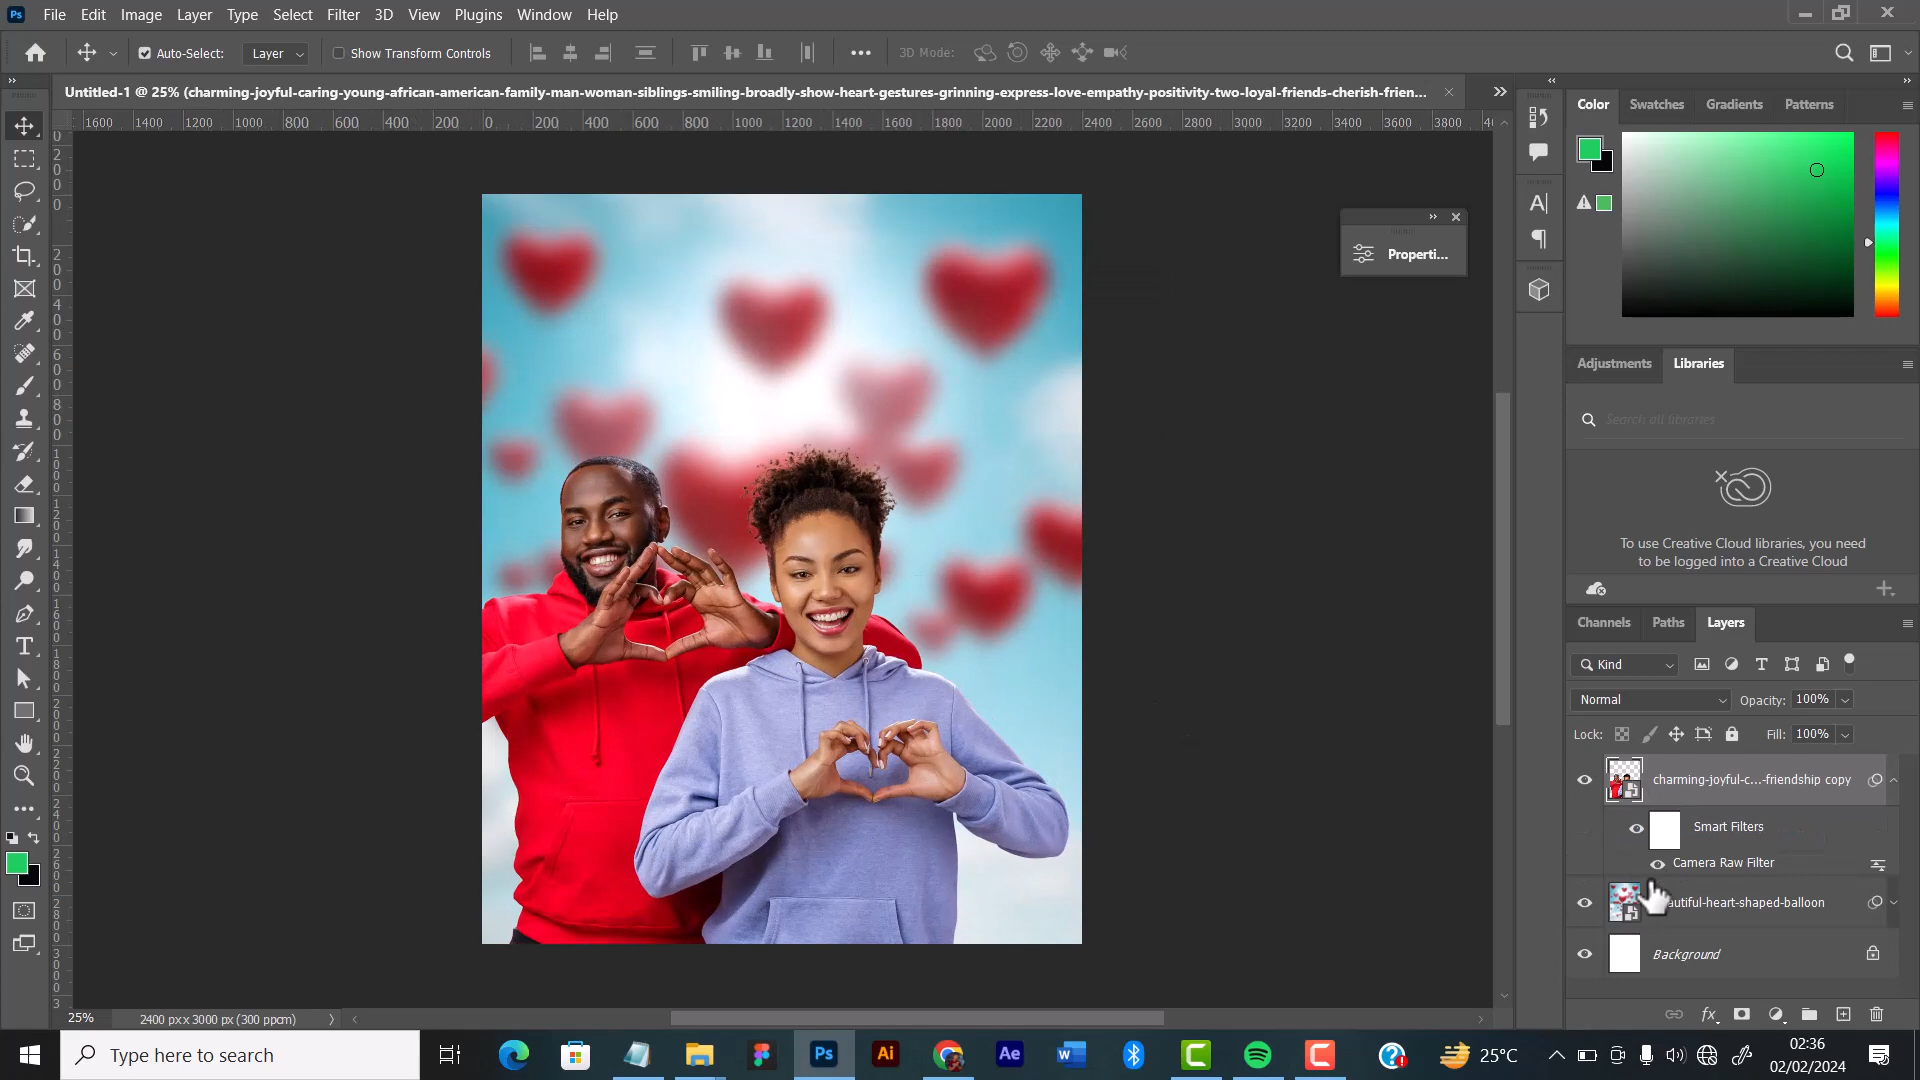 Ps File Edit Image Layer Type Select Filter 3D View Plugins Window Help
Auto-Select: Layer Show Transform Controls 3D Mode:
Untitled-1 @ 25% (charming-joyful-caring-young-african-american-family-man-woman-siblings-smiling-broadly-show-heart-gestures-grinning-express-love-empathy-positivity-two-loyal-friends-cherish-frien...
1600 1400 1200 1000 800 600 400 200 0 200 400 600 800 1000 1200 1400 1600 1800 2000 2200 2400 2600 2800 3000 3200 3400 3600 3800
Color Swatches Gradients Patterns
Properti...
Adjustments Libraries
Search all libraries
To use Creative Cloud libraries, you need
to be logged into a Creative Cloud
Channels Paths Layers
Kind
Normal Opacity: 100%
Lock: Fill: 100%
charming-joyful-c...-friendship copy
Smart Filters
Camera Raw Filter
autiful-heart-shaped-balloon
Background
25% 2400 px x 3000 px (300 ppcm)
Type here to search Ps Ai Ae 25°C
02:36
02/02/2024